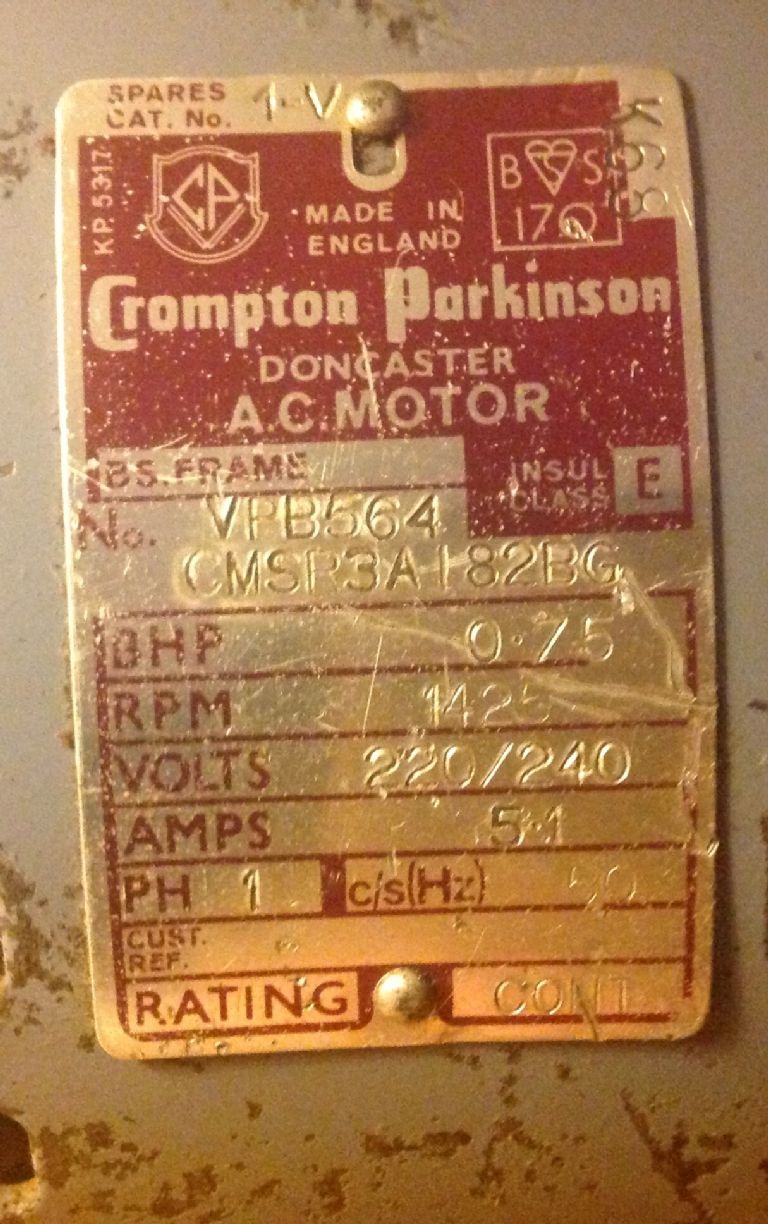 SPARES
CAT. No. 1-V
K68
KP. 5317
CP
MADE IN
ENGLAND
B S
170
Crompton Parkinson
DONCASTER
A.C. MOTOR
BS. FRAME
INSUL
CLASS E
No. VPB564
CMSR3A182BG
BHP 0.75
RPM 1425
VOLTS 220/240
AMPS 5.1
PH 1 c/s(Hz) 50
CUST.
REF.
RATING CONT